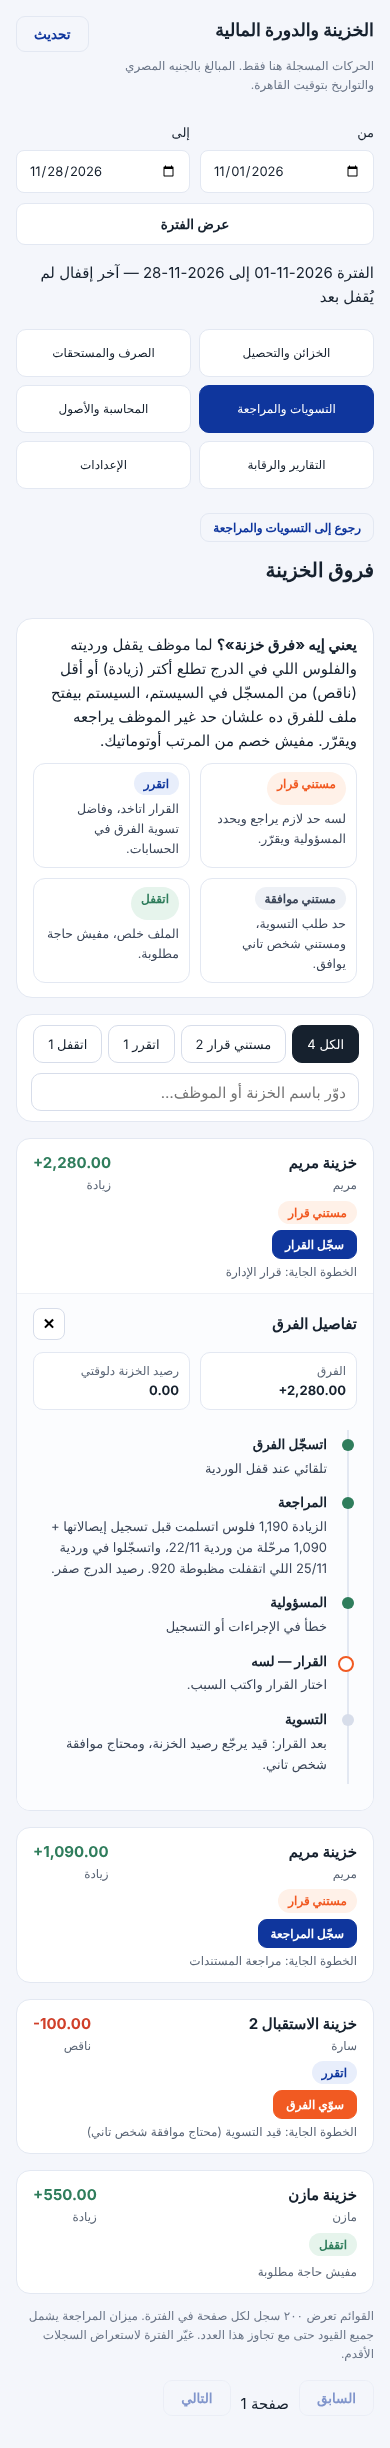 الخزينة والدورة المالية
تحديث
الحركات المسجلة هنا فقط. المبالغ بالجنيه المصري
والتواريخ بتوقيت القاهرة.
من
إلى
11/01/2026
11/28/2026
عرض الفترة
الفترة 2026-11-01 إلى 2026-11-28 — آخر إقفال لم
يُقفل بعد
الخزائن والتحصيل
الصرف والمستحقات
التسويات والمراجعة
المحاسبة والأصول
التقارير والرقابة
الإعدادات
رجوع إلى التسويات والمراجعة
فروق الخزينة
يعني إيه «فرق خزنة»؟ لما موظف يقفل ورديته
والفلوس اللي في الدرج تطلع أكتر (زيادة) أو أقل
(ناقص) من المسجّل في السيستم، السيستم بيفتح
ملف للفرق ده علشان حد غير الموظف يراجعه
ويقرّر. مفيش خصم من المرتب أوتوماتيك.
مستني قرار
لسه حد لازم يراجع ويحدد
المسؤولية ويقرّر.
اتقرر
القرار اتاخد، وفاضل
تسوية الفرق في
الحسابات.
مستني موافقة
حد طلب التسوية،
ومستني شخص تاني
يوافق.
اتقفل
الملف خلص، مفيش حاجة
مطلوبة.
الكل 4
مستني قرار 2
اتقرر 1
اتقفل 1
دوّر باسم الخزنة أو الموظف...
خزينة مريم
+2,280.00
مريم
زيادة
مستني قرار
سجّل القرار
الخطوة الجاية: قرار الإدارة
تفاصيل الفرق
✕
الفرق
+2,280.00
رصيد الخزنة دلوقتي
0.00
اتسجّل الفرق
تلقائي عند قفل الوردية
المراجعة
الزيادة 1,190 فلوس اتسلمت قبل تسجيل إيصالاتها +
1,090 مرحّلة من وردية 22/11، واتسجّلوا في وردية
25/11 اللي اتقفلت مظبوطة 920. رصيد الدرج صفر.
المسؤولية
خطأ في الإجراءات أو التسجيل
القرار — لسه
اختار القرار واكتب السبب.
التسوية
بعد القرار: قيد يرجّع رصيد الخزنة، ومحتاج موافقة
شخص تاني.
خزينة مريم
+1,090.00
مريم
زيادة
مستني قرار
سجّل المراجعة
الخطوة الجاية: مراجعة المستندات
خزينة الاستقبال 2
-100.00
سارة
ناقص
اتقرر
سوّي الفرق
الخطوة الجاية: قيد التسوية (محتاج موافقة شخص تاني)
خزينة مازن
+550.00
مازن
زيادة
اتقفل
مفيش حاجة مطلوبة
القوائم تعرض ٢٠٠ سجل لكل صفحة في الفترة. ميزان المراجعة يشمل
جميع القيود حتى مع تجاوز هذا العدد. غيّر الفترة لاستعراض السجلات
الأقدم.
السابق
صفحة 1
التالي